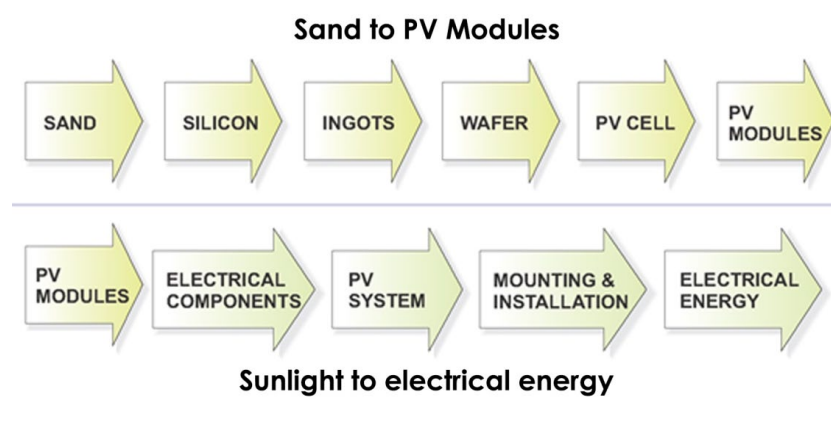 Sand to PV Modules
SAND
SILICON
INGOTS
WAFER
PV CELL
PV
MODULES
PV
MODULES
ELECTRICAL
COMPONENTS
PV
SYSTEM
MOUNTING &
INSTALLATION
ELECTRICAL
ENERGY
Sunlight to electrical energy